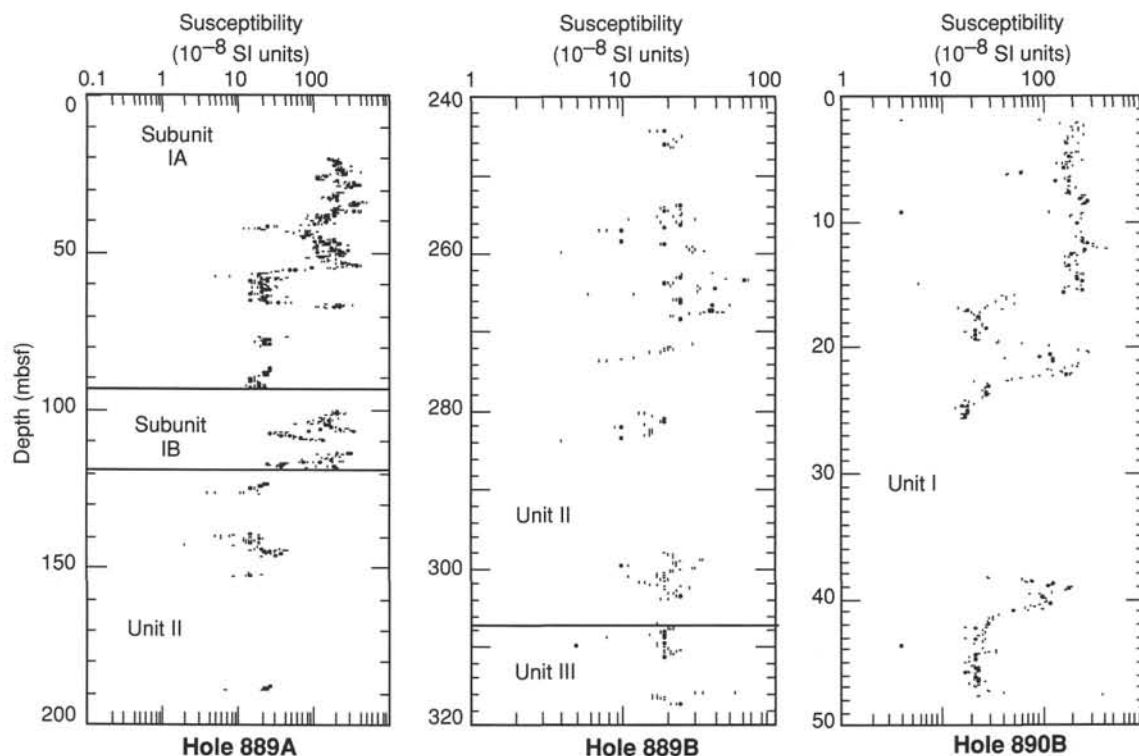 Susceptibility
(10⁻⁸ SI units)
0.1 1 10 100
0
50
100
150
200
Depth (mbsf)
Subunit
IA
Subunit
IB
Unit II
Hole 889A
Susceptibility
(10⁻⁸ SI units)
1 10 100
240
260
280
300
320
Unit II
Unit III
Hole 889B
Susceptibility
(10⁻⁸ SI units)
1 10 100
0
10
20
30
40
50
Unit I
Hole 890B